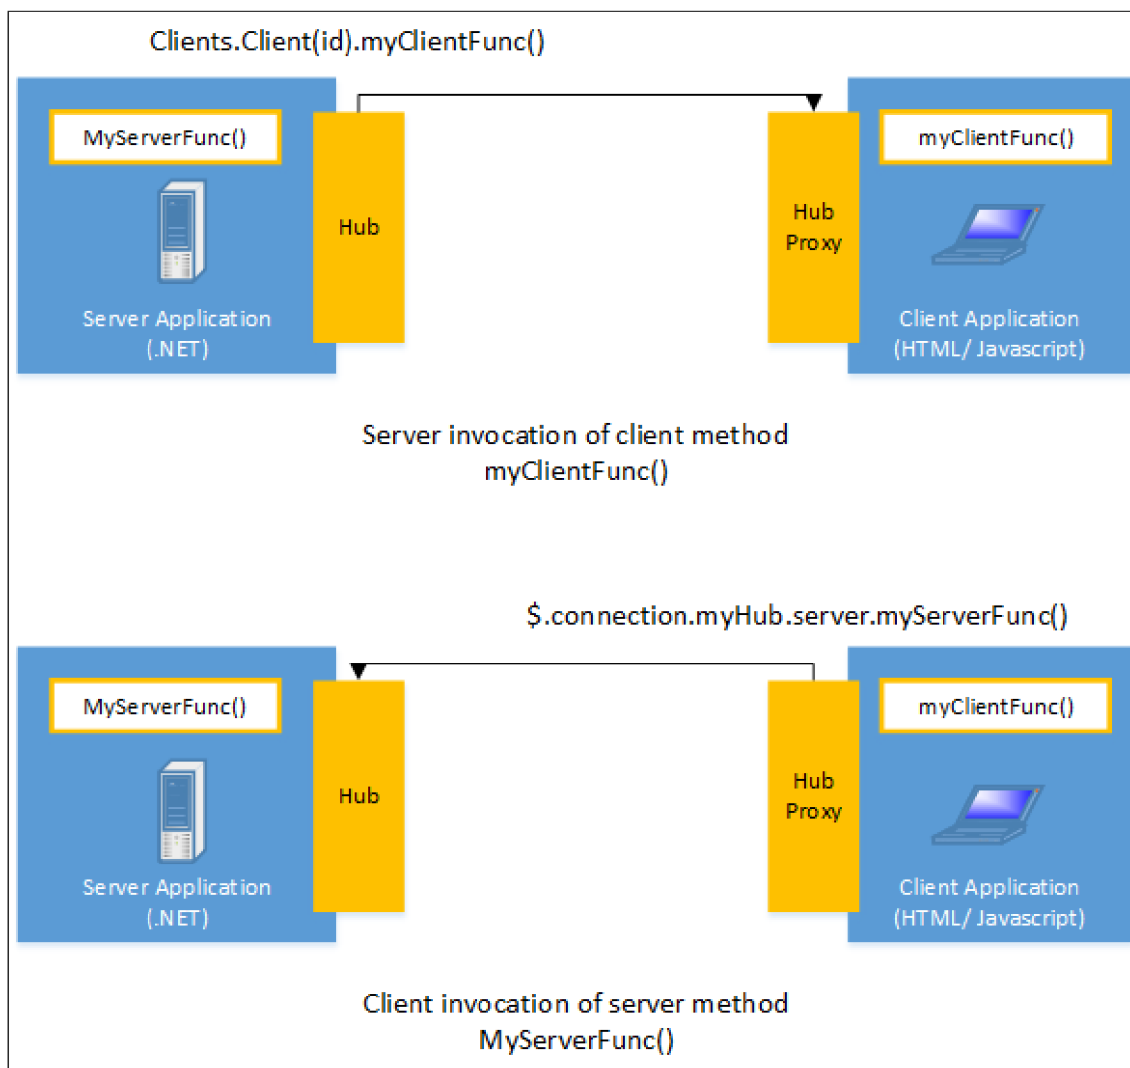 Clients.Client(id).myClientFunc()
MyServerFunc()
myClientFunc()
Hub
Hub
Proxy
Server Application
(.NET)
Client Application
(HTML/ Javascript)
Server invocation of client method
myClientFunc()
$.connection.myHub.server.myServerFunc()
MyServerFunc()
myClientFunc()
Hub
Hub
Proxy
Server Application
(.NET)
Client Application
(HTML/ Javascript)
Client invocation of server method
MyServerFunc()